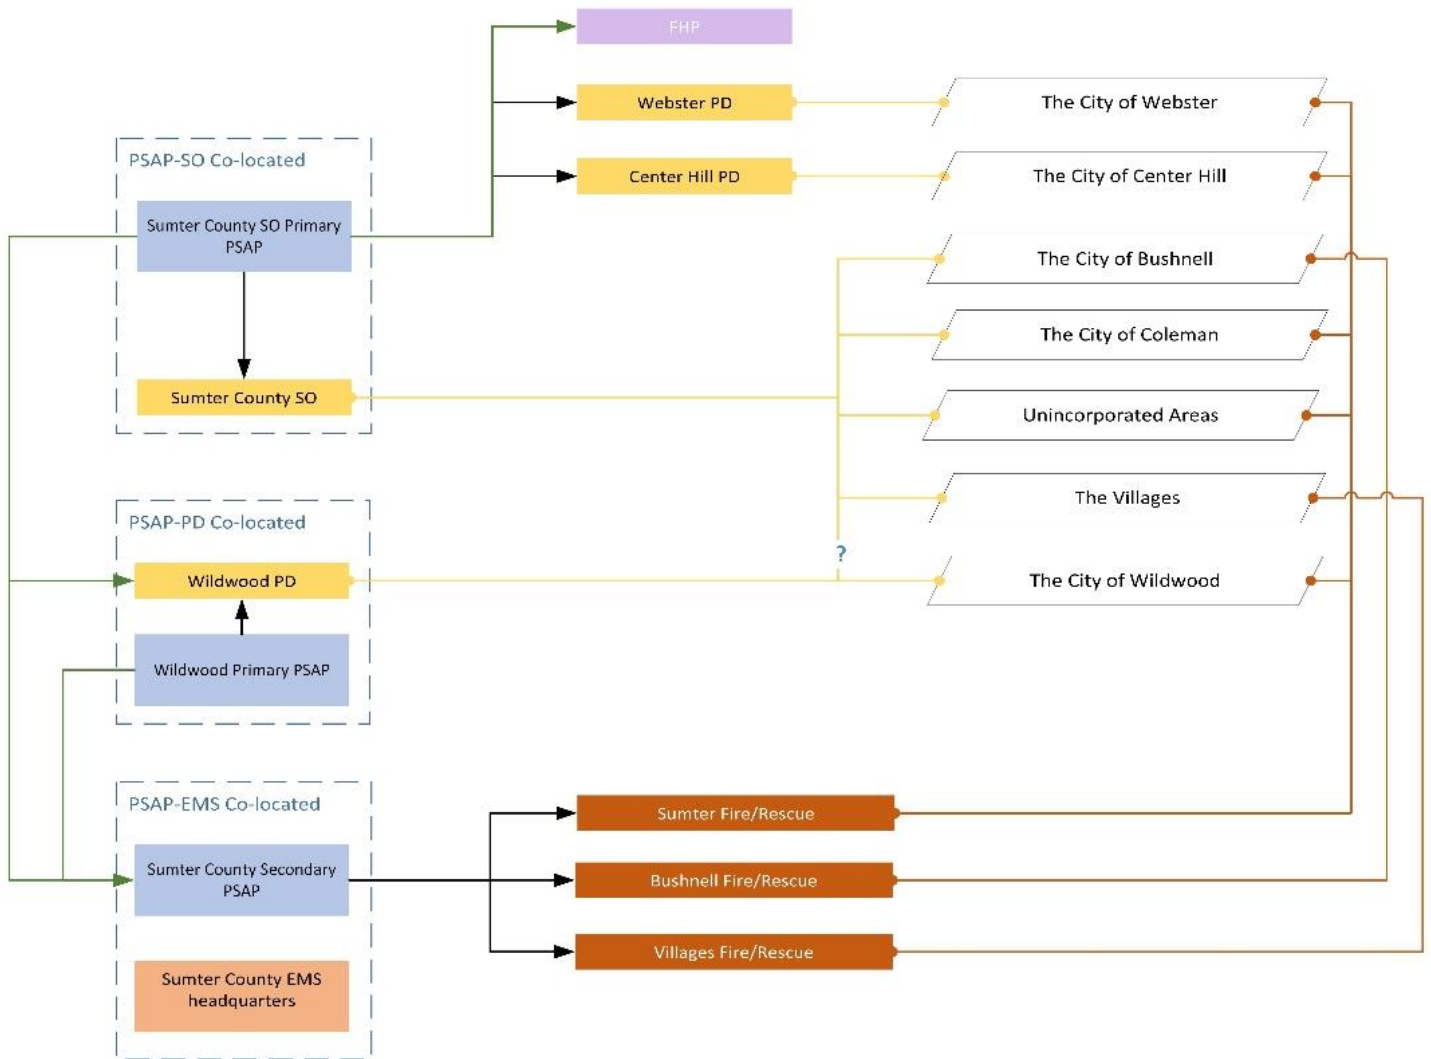 FHP
Webster PD
The City of Webster
PSAP-SO Co-located
Center Hill PD
The City of Center Hill
Sumter County SO Primary
PSAP
The City of Bushnell
The City of Coleman
Sumter County SO
Unincorporated Areas
The Villages
PSAP-PD Co-located
?
Wildwood PD
The City of Wildwood
Wildwood Primary PSAP
PSAP-EMS Co-located
Sumter Fire/Rescue
Sumter County Secondary
PSAP
Bushnell Fire/Rescue
Villages Fire/Rescue
Sumter County EMS
headquarters